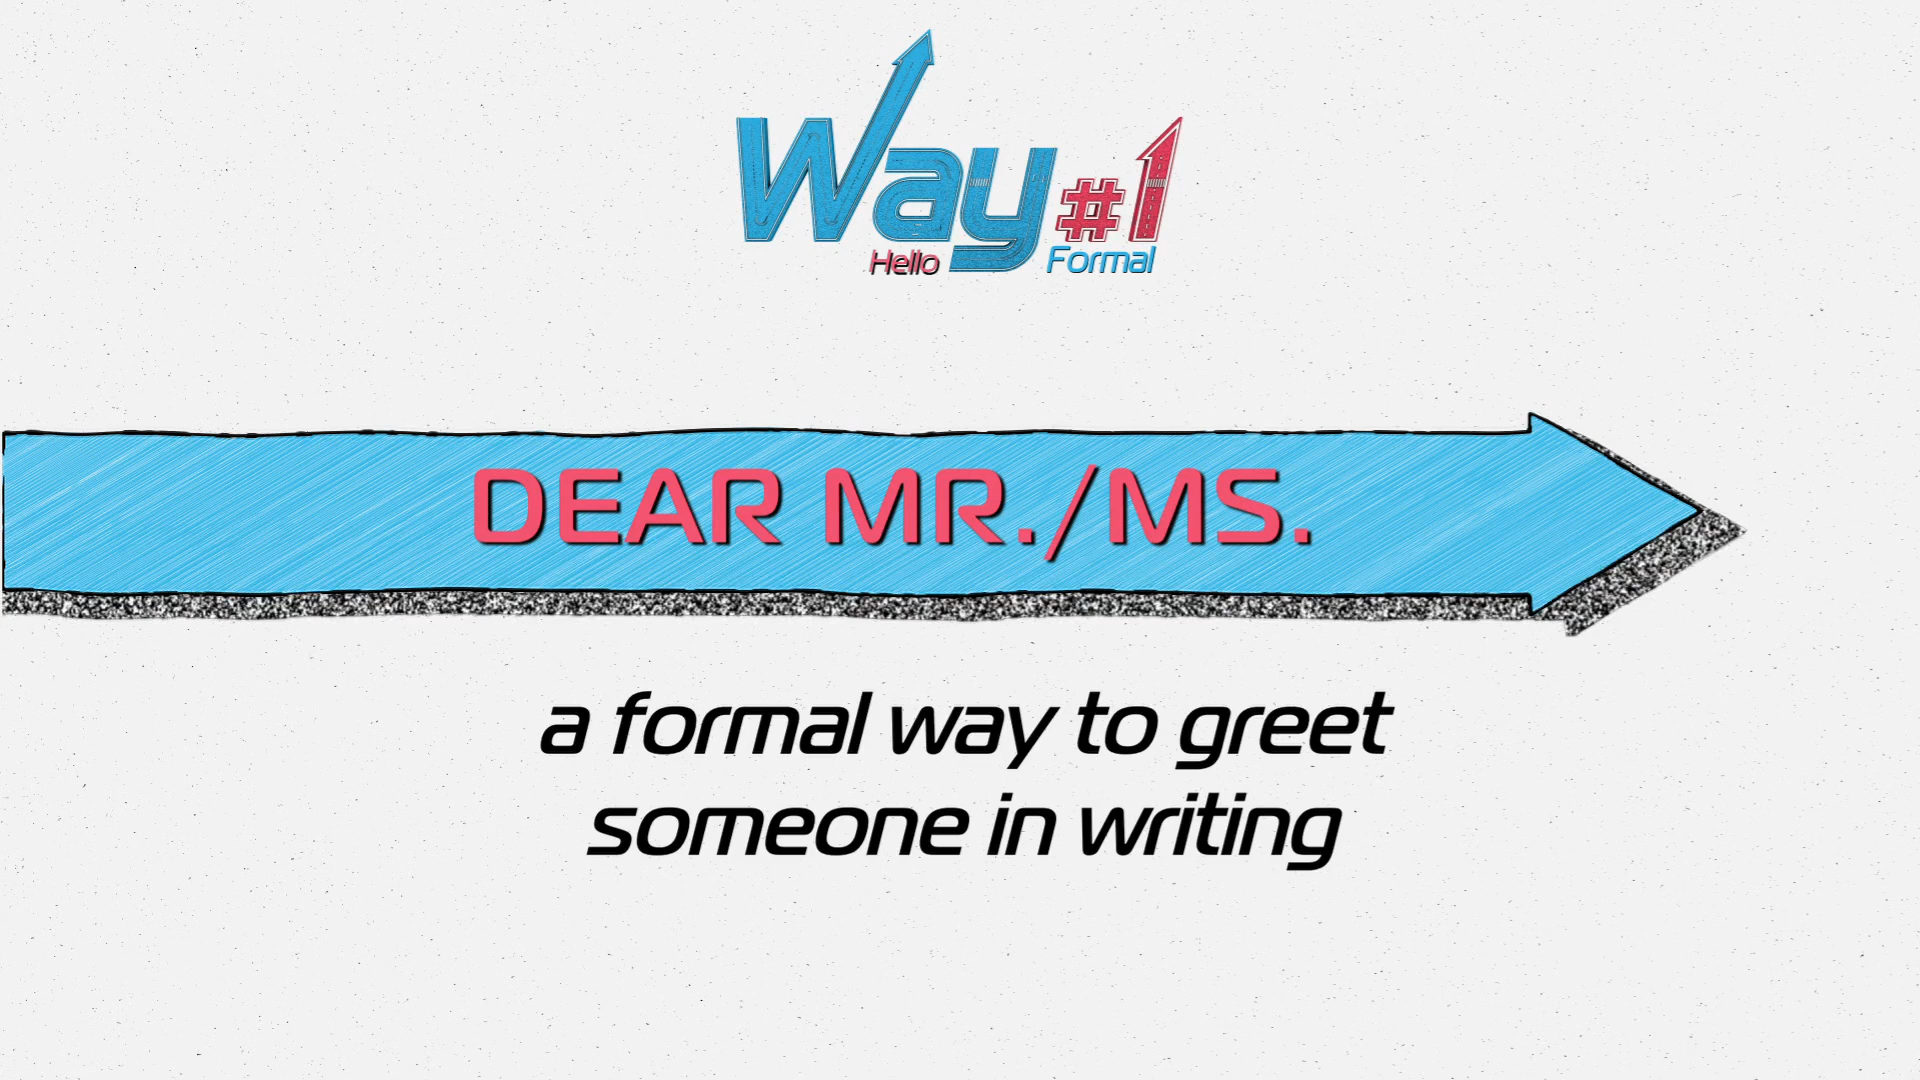 Way #1
Hello Formal
DEAR MR./MS.
a formal way to greet
someone in writing